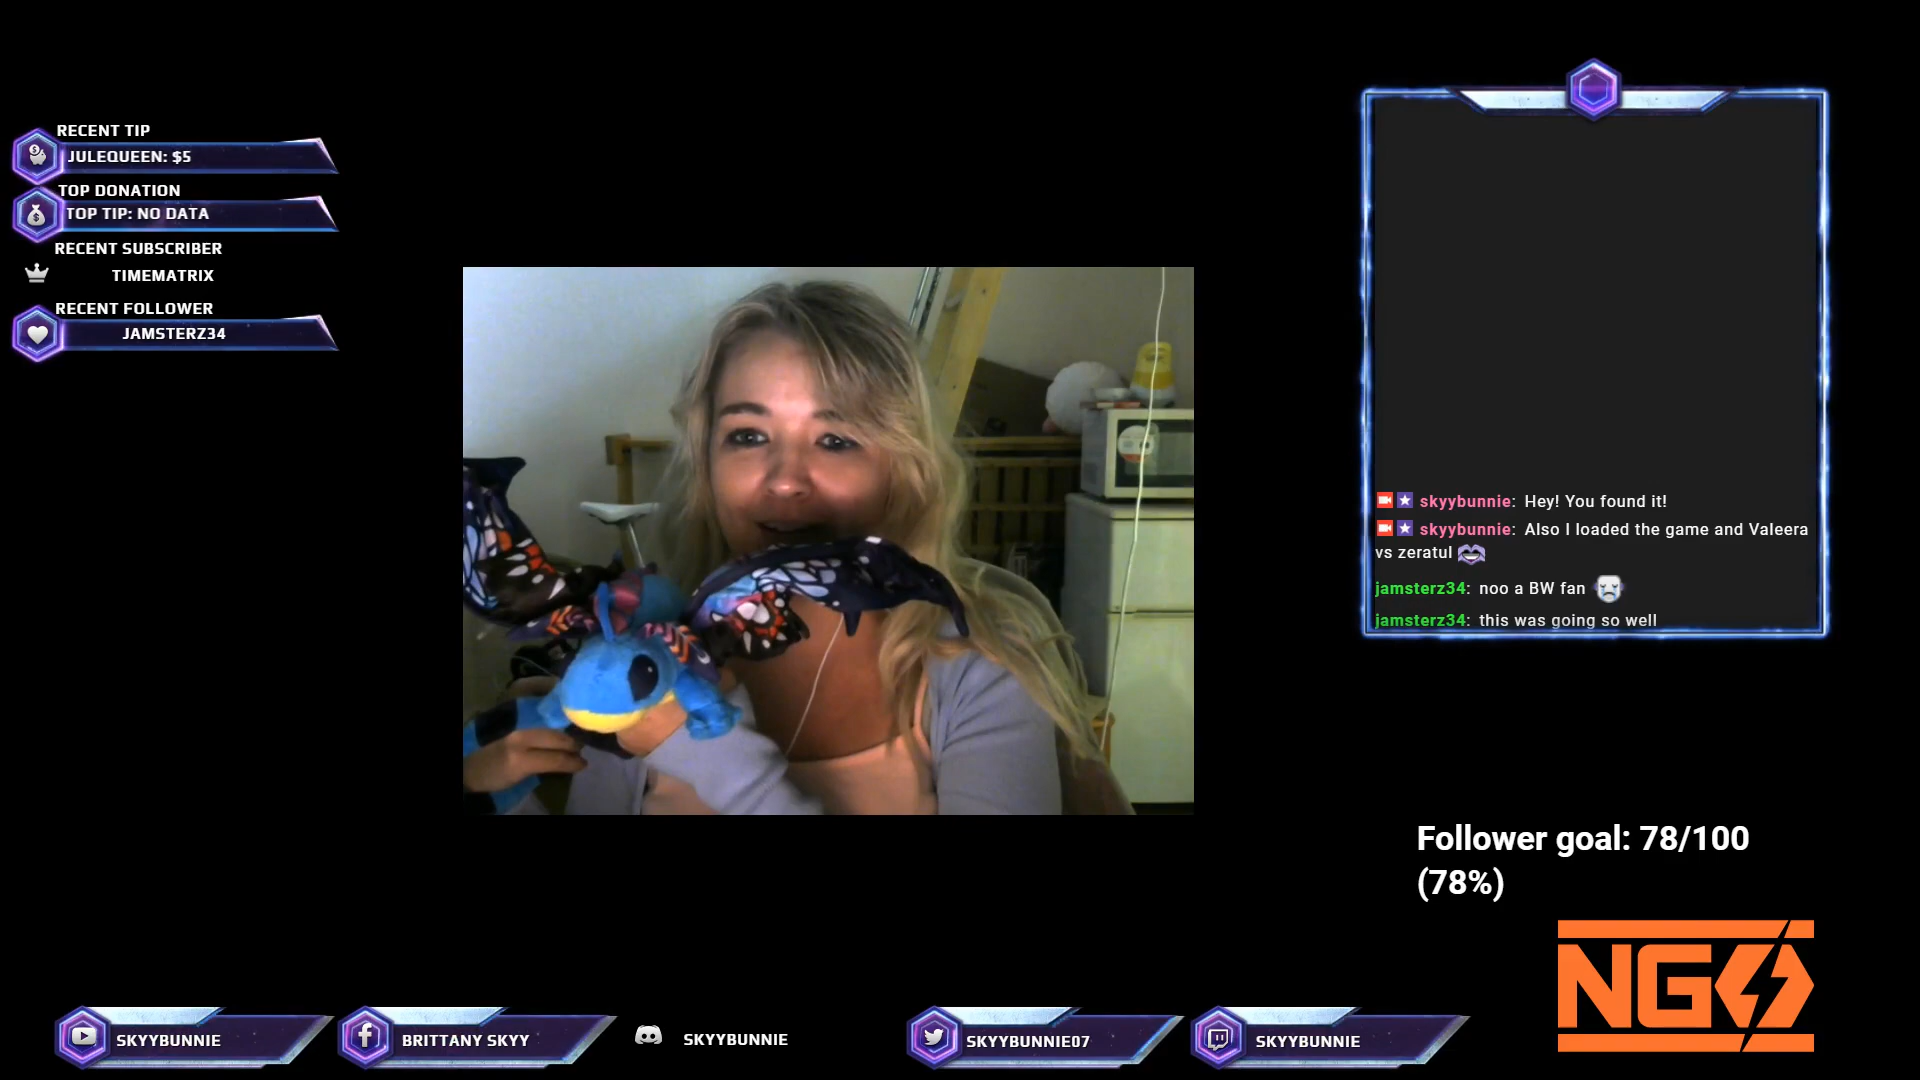 RECENT TIP
JULEQUEEN: $5
TOP DONATION
TOP TIP: NO DATA
RECENT SUBSCRIBER
TIMEMATRIX
RECENT FOLLOWER
JAMSTERZ34
skyybunnie: Hey! You found it!
skyybunnie: Also I loaded the game and Valeera
vs zeratul
jamsterz34: noo a BW fan
jamsterz34: this was going so well
Follower goal: 78/100
(78%)
NGO
SKYYBUNNIE
BRITTANY SKYY
SKYYBUNNIE
SKYYBUNNIE07
SKYYBUNNIE